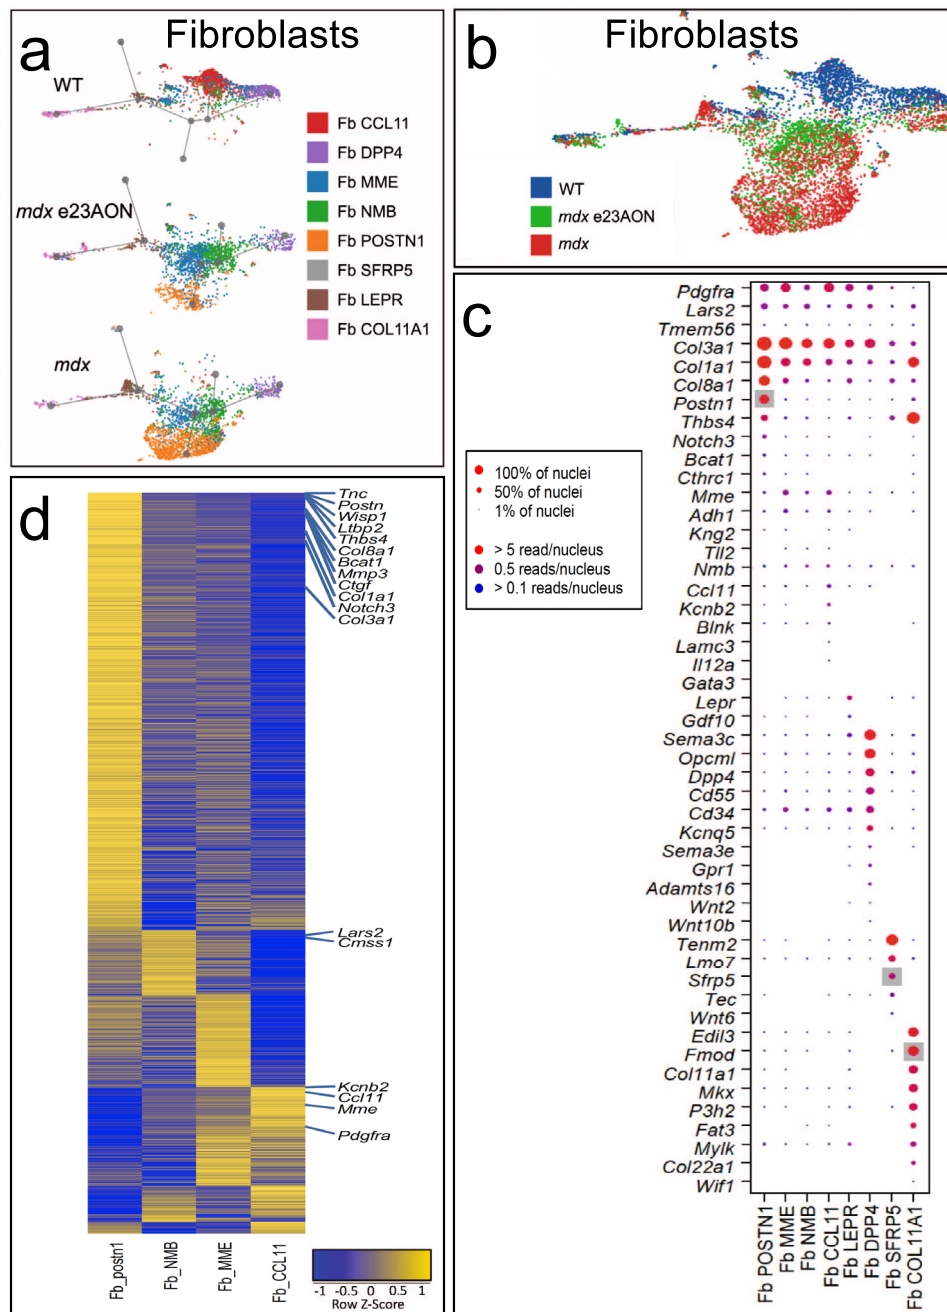 a
Fibroblasts
WT
mdx e23AON
mdx
Fb CCL11
Fb DPP4
Fb MME
Fb NMB
Fb POSTN1
Fb SFRP5
Fb LEPR
Fb COL11A1
b
Fibroblasts
WT
mdx e23AON
mdx
c
100% of nuclei
50% of nuclei
1% of nuclei
> 5 read/nucleus
0.5 reads/nucleus
> 0.1 reads/nucleus
Pdgfra
Lars2
Tmem56
Col3a1
Col1a1
Col8a1
Postn1
Thbs4
Notch3
Bcat1
Cthrc1
Mme
Adh1
Kng2
Tll2
Nmb
Ccl11
Kcnb2
Blnk
Lamc3
Il12a
Gata3
Lepr
Gdf10
Sema3c
Opcml
Dpp4
Cd55
Cd34
Kcnq5
Sema3e
Gpr1
Adamts16
Wnt2
Wnt10b
Tenm2
Lmo7
Sfrp5
Tec
Wnt6
Edil3
Fmod
Col11a1
Mkx
P3h2
Fat3
Mylk
Col22a1
Wif1
Fb POSTN1
Fb MME
Fb NMB
Fb CCL11
Fb LEPR
Fb DPP4
Fb SFRP5
Fb COL11A1
d
Tnc
Postn
Wisp1
Ltbp2
Thbs4
Col8a1
Bcat1
Mmp3
Ctgf
Col1a1
Notch3
Col3a1
Lars2
Cmss1
Kcnb2
Ccl11
Mme
Pdgfra
Fb_postn1
Fb_NMB
Fb_MME
Fb_CCL11
-1 -0.5 0 0.5 1
Row Z-Score